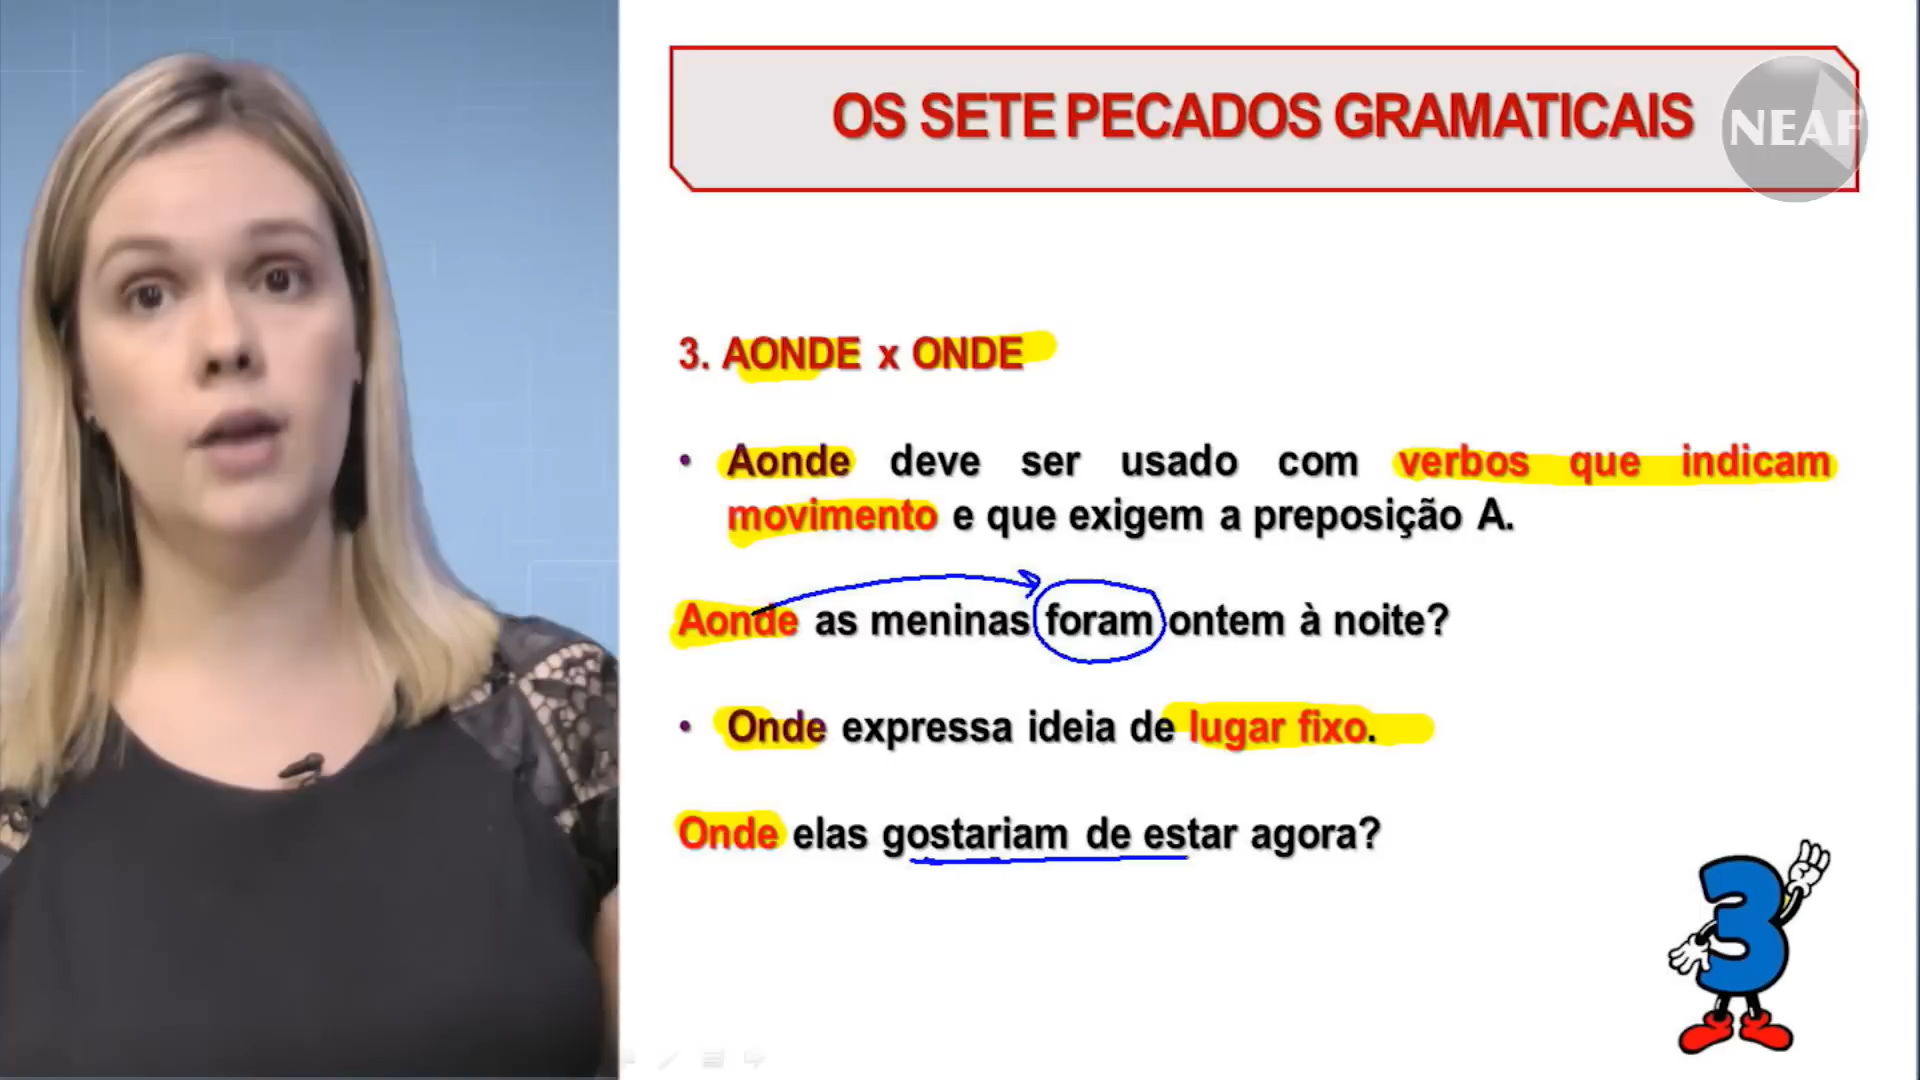 OS SETE PECADOS GRAMATICAIS
NEAF
3. AONDE x ONDE
• Aonde deve ser usado com verbos que indicam
movimento e que exigem a preposição A.
Aonde as meninas foram ontem à noite?
• Onde expressa ideia de lugar fixo.
Onde elas gostariam de estar agora?
3